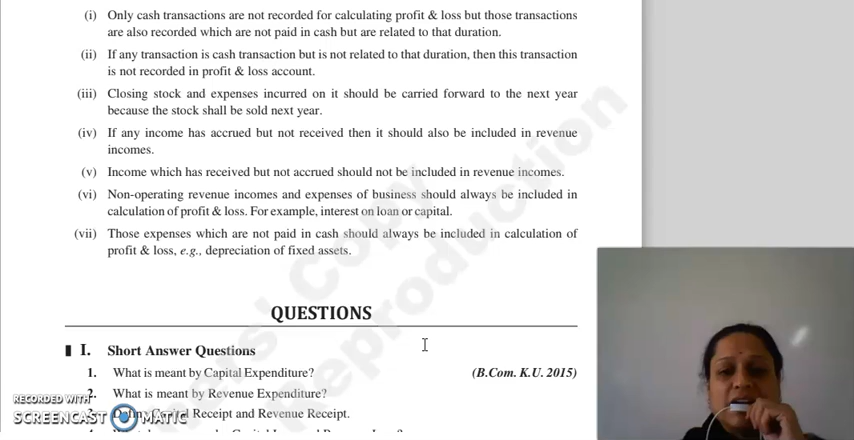 (i) Only cash transactions are not recorded for calculating profit & loss but those transactions
are also recorded which are not paid in cash but are related to that duration.
(ii) If any transaction is cash transaction but is not related to that duration, then this transaction
is not recorded in profit & loss account.
(iii) Closing stock and expenses incurred on it should be carried forward to the next year
because the stock shall be sold next year.
(iv) If any income has accrued but not received then it should also be included in revenue
incomes.
(v) Income which has received but not accrued should not be included in revenue incomes.
(vi) Non-operating revenue incomes and expenses of business should always be included in
calculation of profit & loss. For example, interest on loan or capital.
(vii) Those expenses which are not paid in cash should always be included in calculation of
profit & loss, e.g., depreciation of fixed assets.
QUESTIONS
I. Short Answer Questions
1. What is meant by Capital Expenditure? (B.Com. K.U. 2015)
2. What is meant by Revenue Expenditure?
Receipt and Revenue Receipt.
RECORDED WITH
SCREENCAST MATIC
Copy
Reproduction